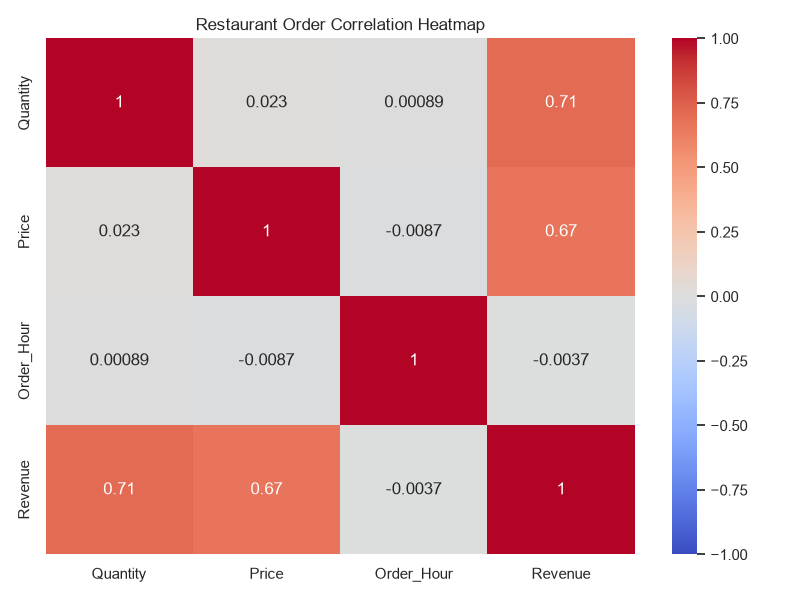 Restaurant Order Correlation Heatmap
Quantity 1 0.023 0.00089 0.71
Price 0.023 1 -0.0087 0.67
Order_Hour 0.00089 -0.0087 1 -0.0037
Revenue 0.71 0.67 -0.0037 1
Quantity Price Order_Hour Revenue
1.00
0.75
0.50
0.25
0.00
−0.25
−0.50
−0.75
−1.00